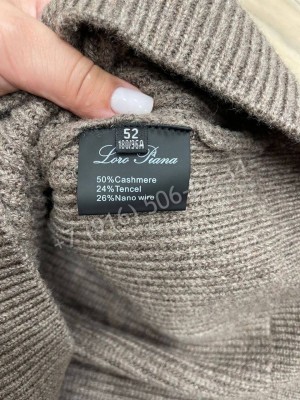 52
180/96A
Loro Piana
50%Cashmere
24%Tencel
26%Nano wire